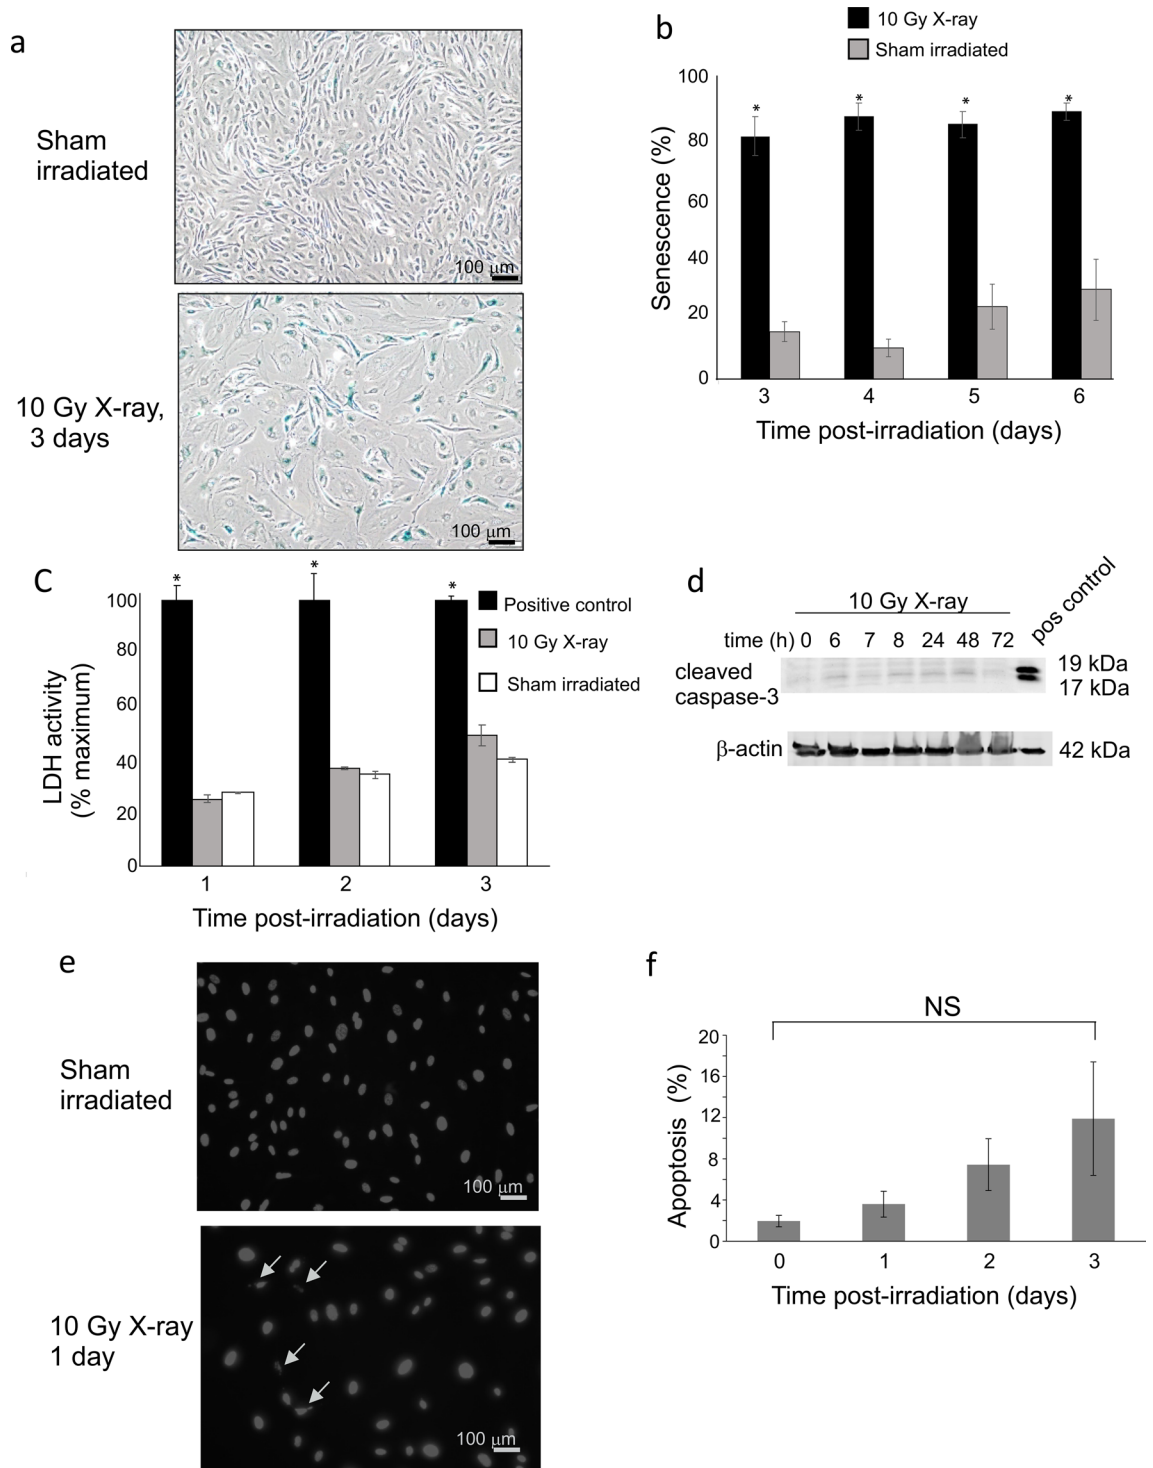 a
Sham
irradiated
100 μm
10 Gy X-ray,
3 days
100 μm
b
10 Gy X-ray
Sham irradiated
Senescence (%)
100
80
60
40
20
0
* * * *
3 4 5 6
Time post-irradiation (days)
C
LDH activity
(% maximum)
100
80
60
40
20
0
* * *
Positive control
10 Gy X-ray
Sham irradiated
1 2 3
Time post-irradiation (days)
d
10 Gy X-ray
pos control
time (h) 0 6 7 8 24 48 72
cleaved
caspase-3
19 kDa
17 kDa
β-actin
42 kDa
e
Sham
irradiated
100 μm
10 Gy X-ray
1 day
100 μm
f
NS
Apoptosis (%)
20
16
12
8
4
0
0 1 2 3
Time post-irradiation (days)